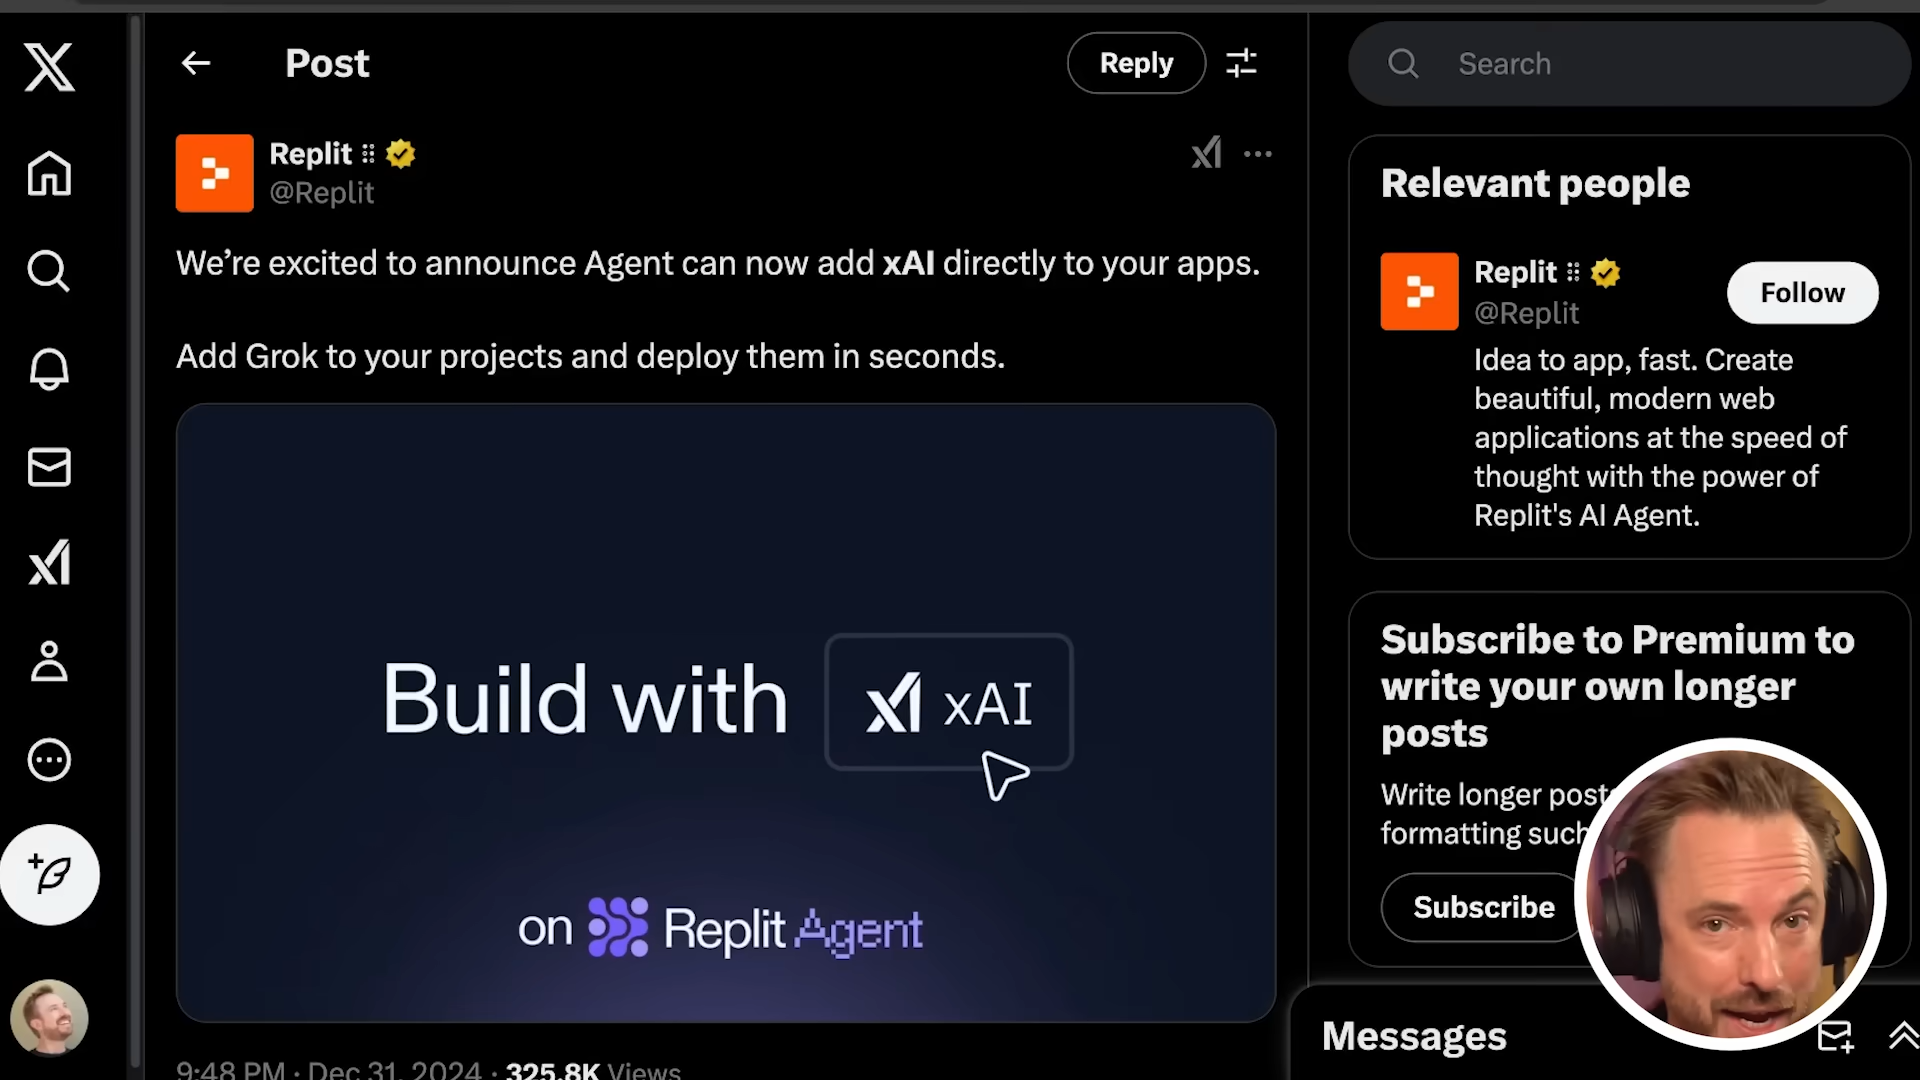 Post
Reply
Search
Replit
@Replit
We’re excited to announce Agent can now add xAI directly to your apps.
Add Grok to your projects and deploy them in seconds.
Build with xAI
on Replit Agent
9:48 PM · Dec 31, 2024 · 325.8K Views
Relevant people
Replit
@Replit
Follow
Idea to app, fast. Create
beautiful, modern web
applications at the speed of
thought with the power of
Replit's AI Agent.
Subscribe to Premium to
write your own longer
posts
Write longer posts
formatting such
Subscribe
Messages